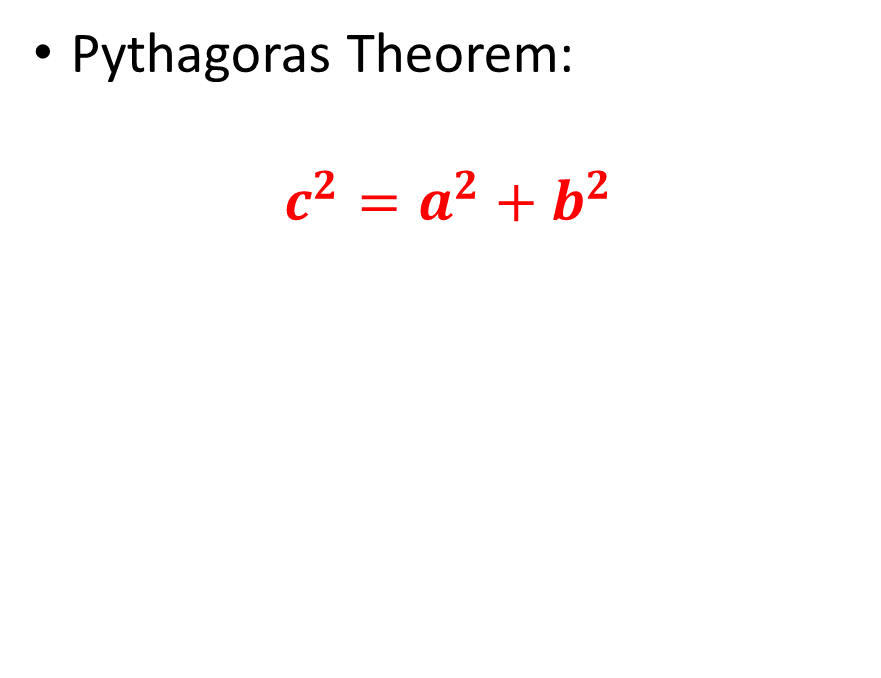 • Pythagoras Theorem:
c² = a² + b²